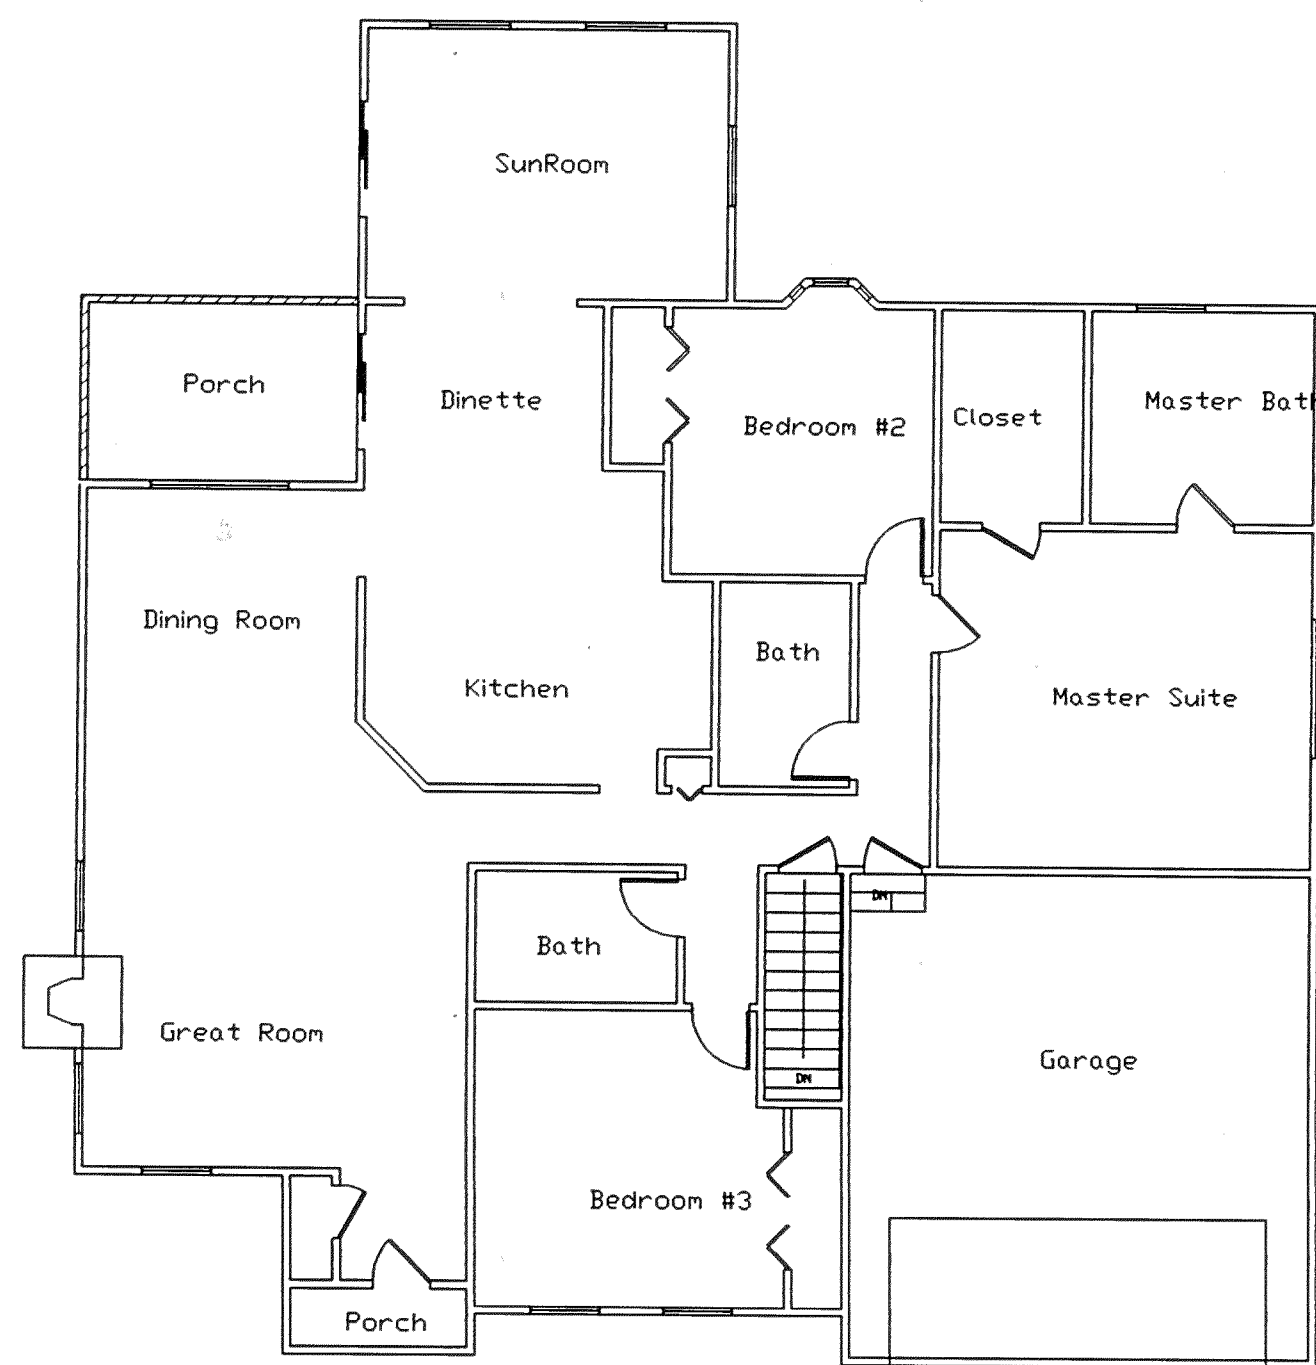 SunRoom
Porch
Dinette
Bedroom #2
Closet
Master Bath
Dining Room
Kitchen
Bath
Master Suite
Bath
DN
Great Room
DN
Garage
Bedroom #3
Porch